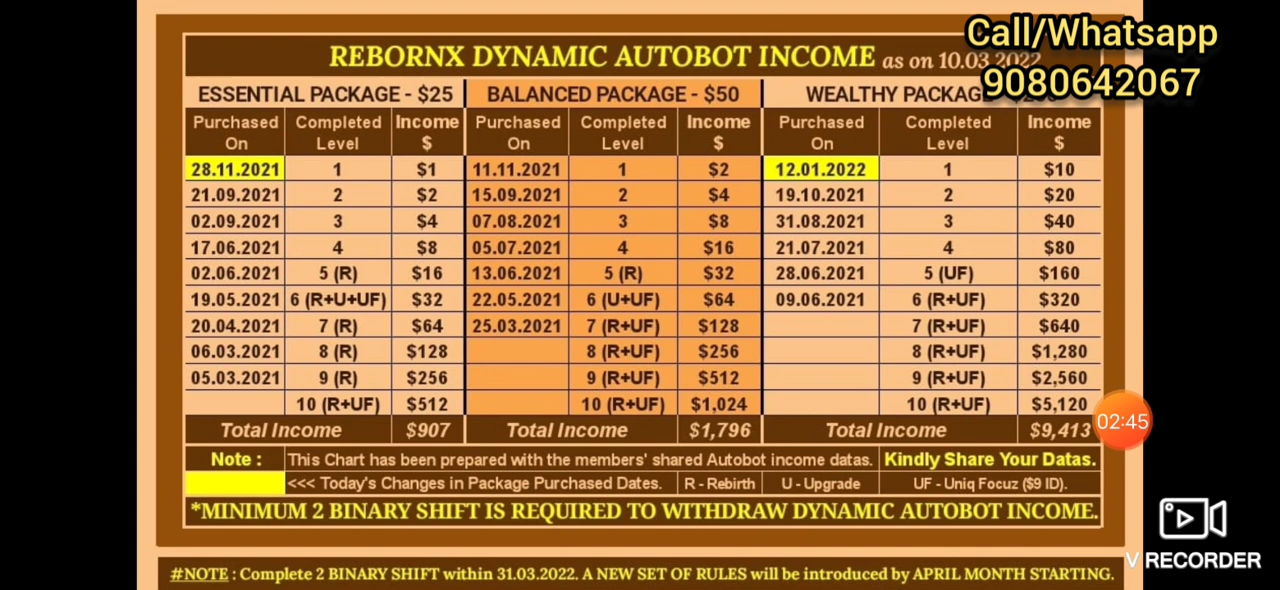 Call/Whatsapp
9080642067
REBORNX DYNAMIC AUTOBOT INCOME as on 10.03.2022
ESSENTIAL PACKAGE - $25 BALANCED PACKAGE - $50 WEALTHY
Purchased On Completed Level Income $ Purchased On Completed Level Income $ Purchased On Completed Level Income $
28.11.2021 1 $1 11.11.2021 1 $2 12.01.2022 1 $10
21.09.2021 2 $2 15.09.2021 2 $4 19.10.2021 2 $20
02.09.2021 3 $4 07.08.2021 3 $8 31.08.2021 3 $40
17.06.2021 4 $8 05.07.2021 4 $16 21.07.2021 4 $80
02.06.2021 5 (R) $16 13.06.2021 5 (R) $32 28.06.2021 5 (UF) $160
19.05.2021 6 (R+U+UF) $32 22.05.2021 6 (U+UF) $64 09.06.2021 6 (R+UF) $320
20.04.2021 7 (R) $64 25.03.2021 7 (R+UF) $128 7 (R+UF) $640
06.03.2021 8 (R) $128 8 (R+UF) $256 8 (R+UF) $1,280
05.03.2021 9 (R) $256 9 (R+UF) $512 9 (R+UF) $2,560
10 (R+UF) $512 10 (R+UF) $1,024 10 (R+UF) $5,120
Total Income $907 Total Income $1,796 Total Income $9,413
02:45
Note : This Chart has been prepared with the members' shared Autobot income datas. Kindly Share Your Datas.
<<< Today's Changes in Package Purchased Dates. R - Rebirth U - Upgrade UF - Uniq Focuz ($9 ID).
*MINIMUM 2 BINARY SHIFT IS REQUIRED TO WITHDRAW DYNAMIC AUTOBOT INCOME.
V RECORDER
#NOTE : Complete 2 BINARY SHIFT within 31.03.2022. A NEW SET OF RULES will be introduced by APRIL MONTH STARTING.